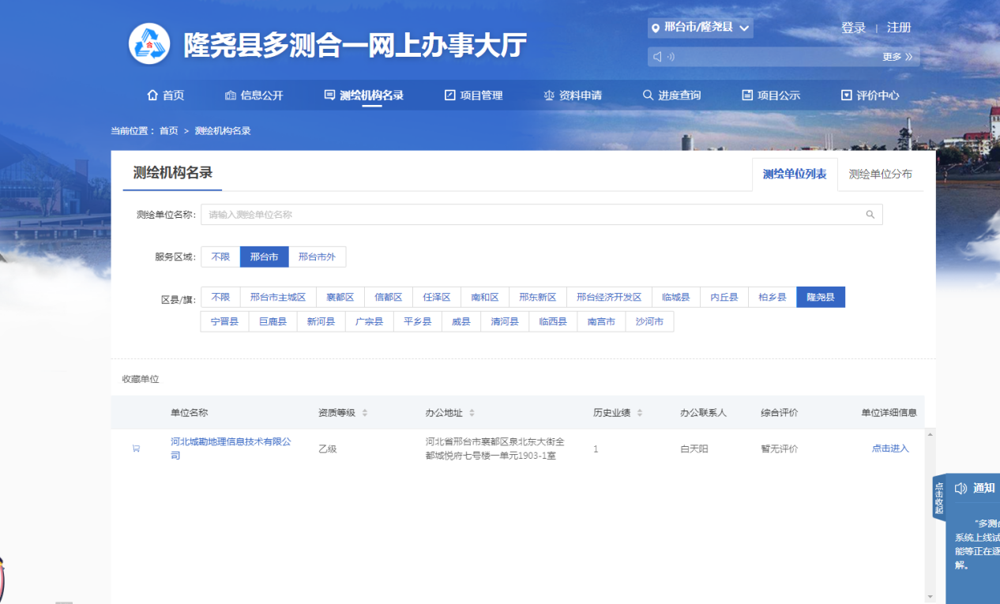 隆尧县多测合一网上办事大厅
邢台市/隆尧县
登录 | 注册
更多
首页 信息公开 测绘机构名录 项目管理 资料申请 进度查询 项目公示 评价中心
当前位置： 首页 > 测绘机构名录
测绘机构名录
测绘单位列表 测绘单位分布
测绘单位名称: 请输入测绘单位名称
服务区域: 不限 邢台市 邢台市外
区县/旗: 不限 邢台市主城区 襄都区 信都区 任泽区 南和区 邢东新区 邢台经济开发区 临城县 内丘县 柏乡县 隆尧县
宁晋县 巨鹿县 新河县 广宗县 平乡县 威县 清河县 临西县 南宫市 沙河市
收藏单位
单位名称 资质等级 办公地址 历史业绩 办公联系人 综合评价 单位详细信息
河北城勘地理信息技术有限公
司
乙级
河北省邢台市襄都区泉北东大街全
都城悦府七号楼一单元1903-1室
1
白天阳
暂无评价
点击进入
点击收起
通知
“多测合
系统上线试
能等正在逐
解。